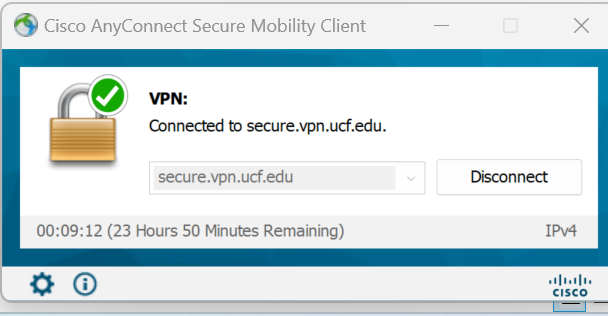 Cisco AnyConnect Secure Mobility Client
VPN:
Connected to secure.vpn.ucf.edu.
secure.vpn.ucf.edu
Disconnect
00:09:12 (23 Hours 50 Minutes Remaining)
IPv4
CISCO